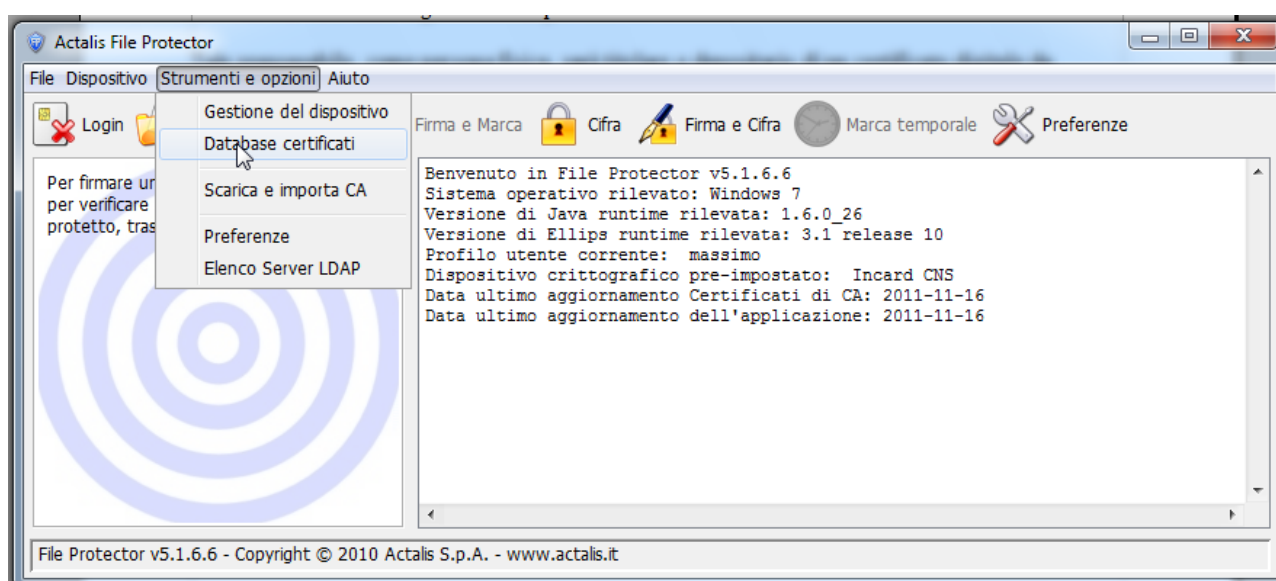 Actalis File Protector
File Dispositivo Strumenti e opzioni Aiuto
Login Firma e Marca Cifra Firma e Cifra Marca temporale Preferenze
Gestione del dispositivo
Database certificati
Scarica e importa CA
Preferenze
Elenco Server LDAP
Per firmare un
per verificare
protetto, tras
Benvenuto in File Protector v5.1.6.6
Sistema operativo rilevato: Windows 7
Versione di Java runtime rilevata: 1.6.0_26
Versione di Ellips runtime rilevata: 3.1 release 10
Profilo utente corrente: massimo
Dispositivo crittografico pre-impostato: Incard CNS
Data ultimo aggiornamento Certificati di CA: 2011-11-16
Data ultimo aggiornamento dell'applicazione: 2011-11-16
File Protector v5.1.6.6 - Copyright © 2010 Actalis S.p.A. - www.actalis.it